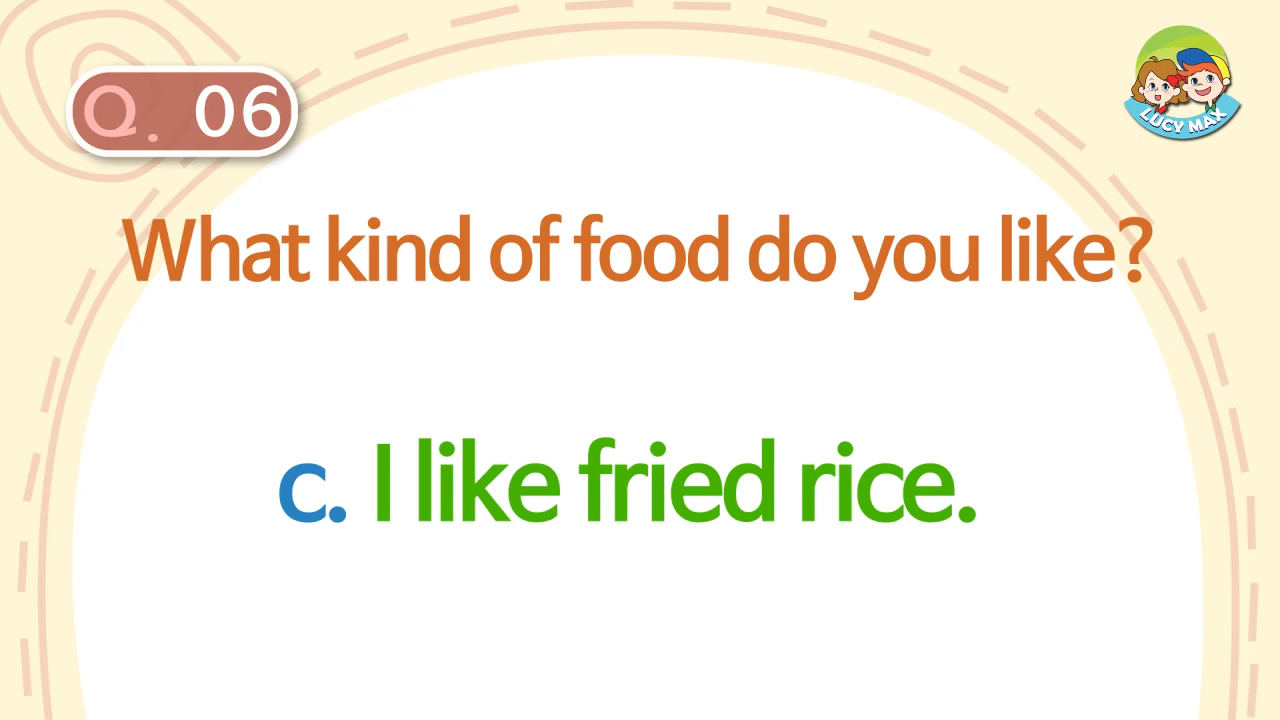 Q. 06
LUCY MAX
What kind of food do you like?
c. I like fried rice.